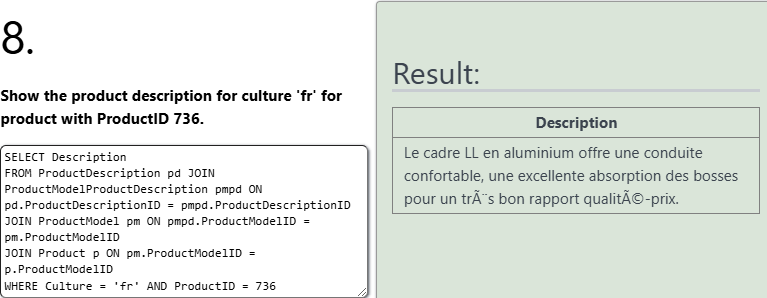 8.
Show the product description for culture 'fr' for
product with ProductID 736.
SELECT Description
FROM ProductDescription pd JOIN
ProductModelProductDescription pmpd ON
pd.ProductDescriptionID = pmpd.ProductDescriptionID
JOIN ProductModel pm ON pmpd.ProductModelID =
pm.ProductModelID
JOIN Product p ON pm.ProductModelID =
p.ProductModelID
WHERE Culture = 'fr' AND ProductID = 736
Result:
Description
Le cadre LL en aluminium offre une conduite
confortable, une excellente absorption des bosses
pour un trÃ¨s bon rapport qualitÃ©-prix.